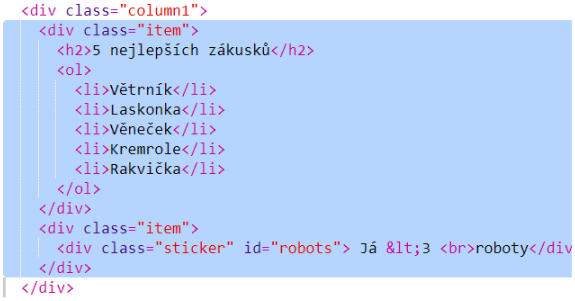 <div class="column1">
<div class="item">
<h2>5 nejlepších zákusků</h2>
<ol>
<li>Větrník</li>
<li>Laskonka</li>
<li>Věneček</li>
<li>Kremrole</li>
<li>Rakvička</li>
</ol>
</div>
<div class="item">
<div class="sticker" id="robots"> Já &lt;3 <br>roboty</div
</div>
</div>